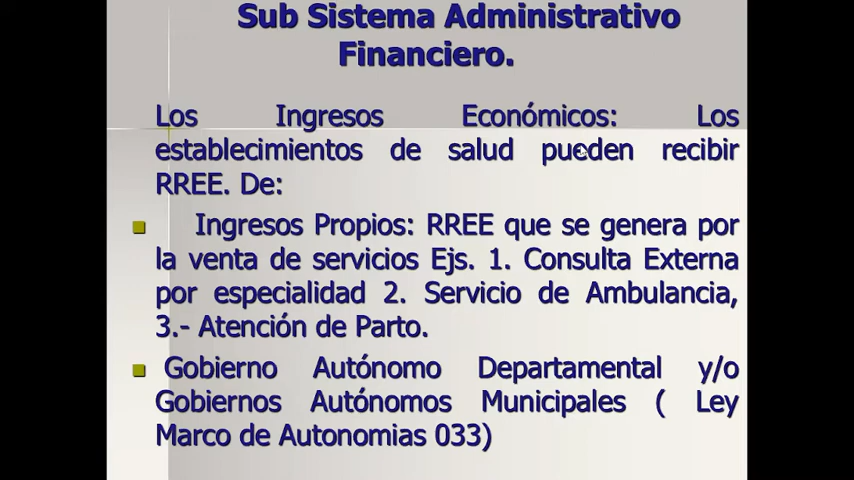 Sub Sistema Administrativo
Financiero.
Los Ingresos Económicos: Los
establecimientos de salud pueden recibir
RREE. De:
Ingresos Propios: RREE que se genera por
la venta de servicios Ejs. 1. Consulta Externa
por especialidad 2. Servicio de Ambulancia,
3.- Atención de Parto.
Gobierno Autónomo Departamental y/o
Gobiernos Autónomos Municipales ( Ley
Marco de Autonomias 033)